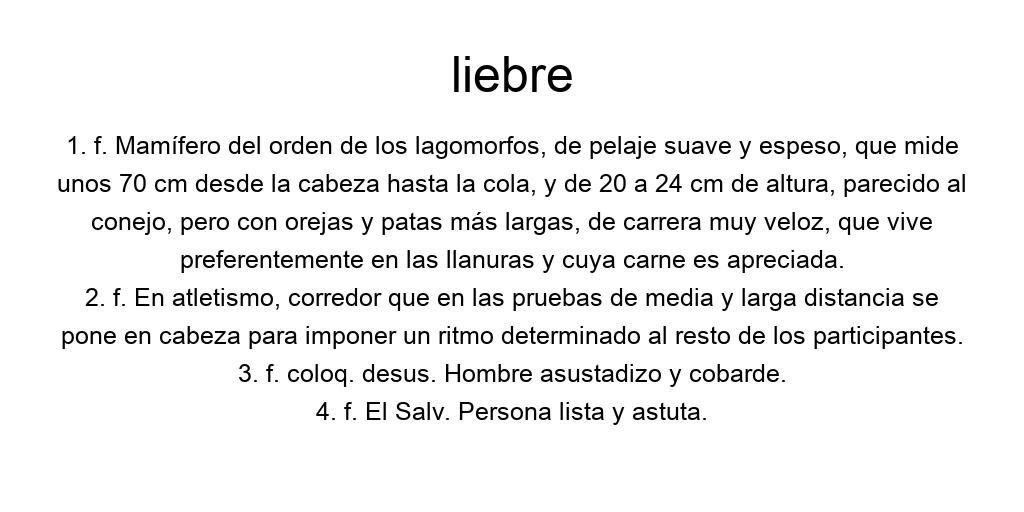 liebre
1. f. Mamífero del orden de los lagomorfos, de pelaje suave y espeso, que mide
unos 70 cm desde la cabeza hasta la cola, y de 20 a 24 cm de altura, parecido al
conejo, pero con orejas y patas más largas, de carrera muy veloz, que vive
preferentemente en las llanuras y cuya carne es apreciada.
2. f. En atletismo, corredor que en las pruebas de media y larga distancia se
pone en cabeza para imponer un ritmo determinado al resto de los participantes.
3. f. coloq. desus. Hombre asustadizo y cobarde.
4. f. El Salv. Persona lista y astuta.